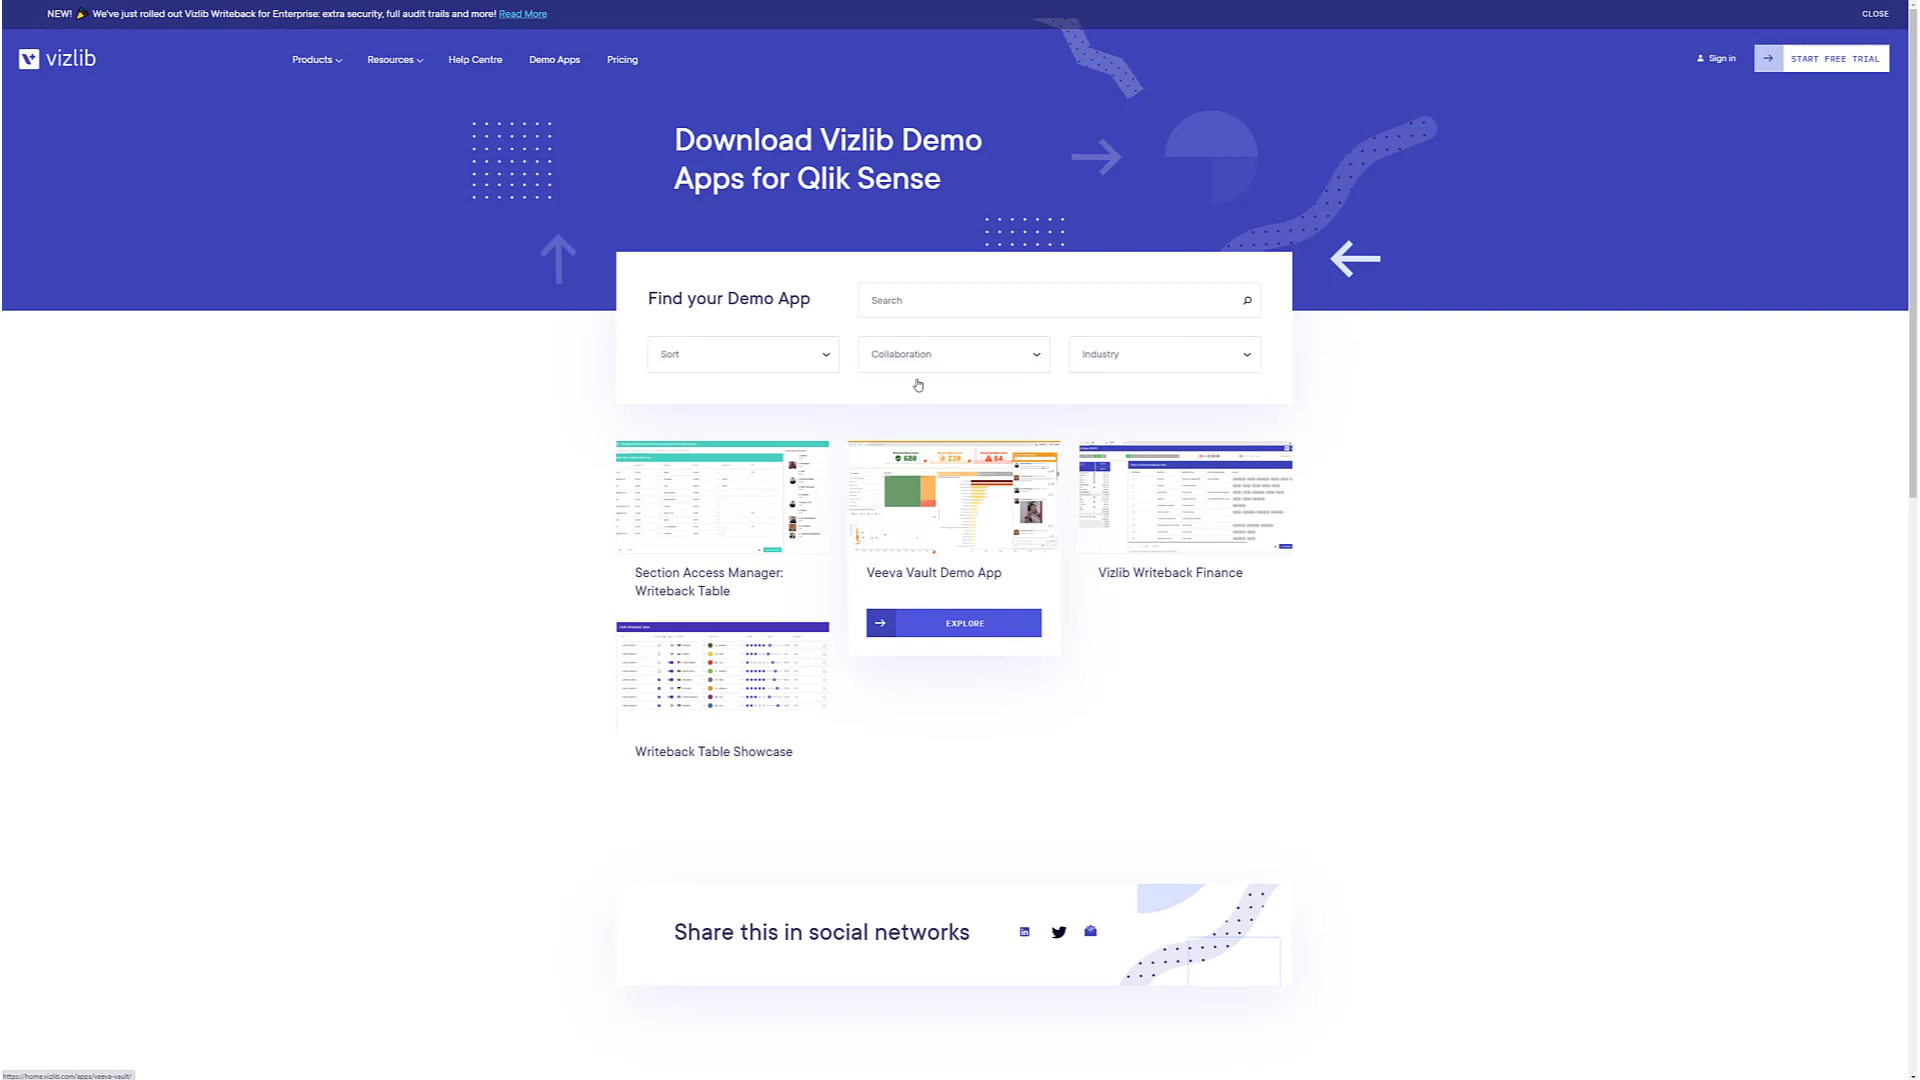 NEW! 🎉 We've just rolled out Vizlib Writeback for Enterprise: extra security, full audit trails and more! Read More
CLOSE
vizlib
Products
Resources
Help Centre
Demo Apps
Pricing
Sign in
START FREE TRIAL
Download Vizlib Demo
Apps for Qlik Sense
Find your Demo App
Search
Sort
Collaboration
Industry
680
220
64
Section Access Manager:
Writeback Table
Veeva Vault Demo App
Vizlib Writeback Finance
EXPLORE
Writeback Table Showcase
Share this in social networks
https://home.vizlib.com/apps/veeva-vault/